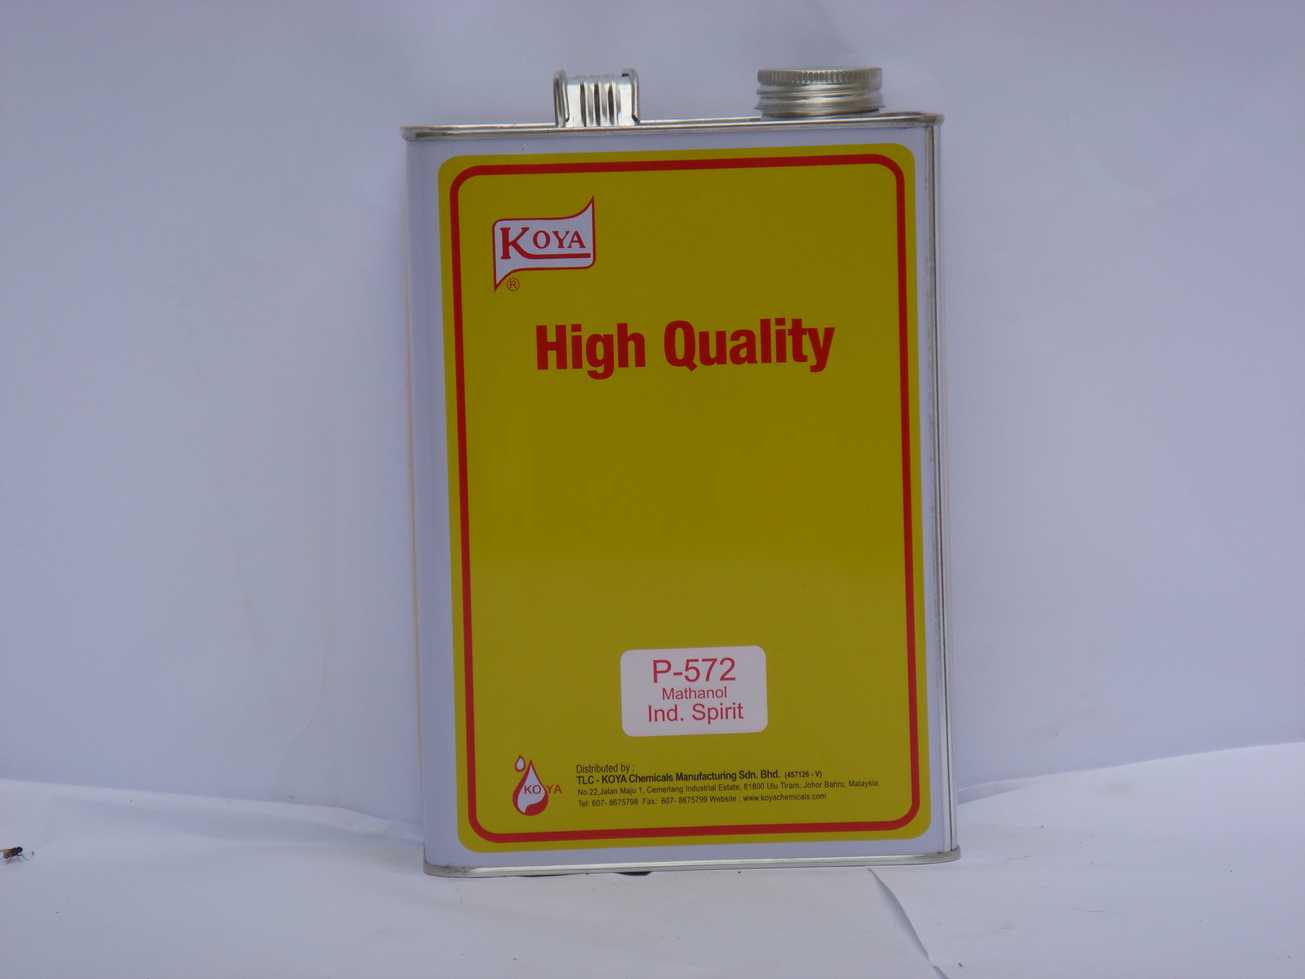 KOYA
®
High Quality
P-572
Mathanol
Ind. Spirit
KO YA
Distributed by :
TLC - KOYA Chemicals Manufacturing Sdn. Bhd. (457126 - V)
No.22,Jalan Maju 1, Cemerlang Industrial Estate, 81800 Ulu Tiram, Johor Bahru, Malaysia.
Tel: 607- 8675798 Fax: 607- 8675799 Website : www.koyachemicals.com